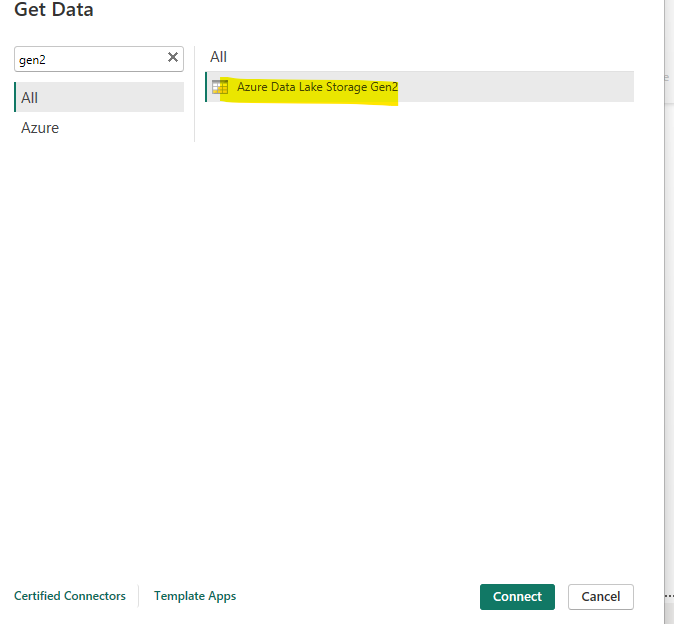 Get Data
gen2
All
Azure
All
Azure Data Lake Storage Gen2
Certified Connectors
Template Apps
Connect
Cancel